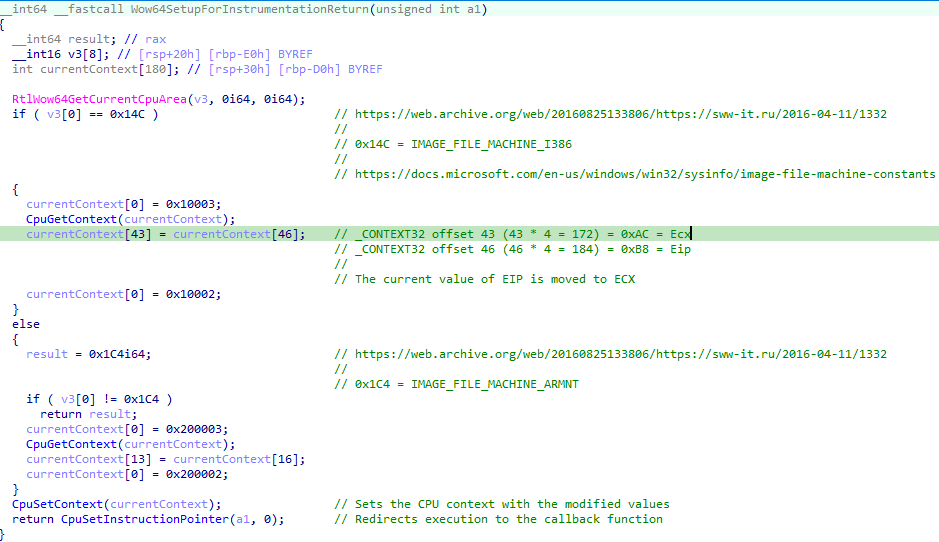 __int64 __fastcall Wow64SetupForInstrumentationReturn(unsigned int a1)
{
  __int64 result; // rax
  __int16 v3[8]; // [rsp+20h] [rbp-E0h] BYREF
  int currentContext[180]; // [rsp+30h] [rbp-D0h] BYREF

  RtlWow64GetCurrentCpuArea(v3, 0i64, 0i64);
  if ( v3[0] == 0x14C ) // https://web.archive.org/web/20160825133806/https://sww-it.ru/2016-04-11/1332
//
// 0x14C = IMAGE_FILE_MACHINE_I386
//
// https://docs.microsoft.com/en-us/windows/win32/sysinfo/image-file-machine-constants
  {
    currentContext[0] = 0x10003;
    CpuGetContext(currentContext);
    currentContext[43] = currentContext[46]; // _CONTEXT32 offset 43 (43 * 4 = 172) = 0xAC = Ecx
// _CONTEXT32 offset 46 (46 * 4 = 184) = 0xB8 = Eip
//
// The current value of EIP is moved to ECX
    currentContext[0] = 0x10002;
  }
  else
  {
    result = 0x1C4i64; // https://web.archive.org/web/20160825133806/https://sww-it.ru/2016-04-11/1332
//
// 0x1C4 = IMAGE_FILE_MACHINE_ARMNT
    if ( v3[0] != 0x1C4 )
      return result;
    currentContext[0] = 0x200003;
    CpuGetContext(currentContext);
    currentContext[13] = currentContext[16];
    currentContext[0] = 0x200002;
  }
  CpuSetContext(currentContext); // Sets the CPU context with the modified values
  return CpuSetInstructionPointer(a1, 0); // Redirects execution to the callback function
}